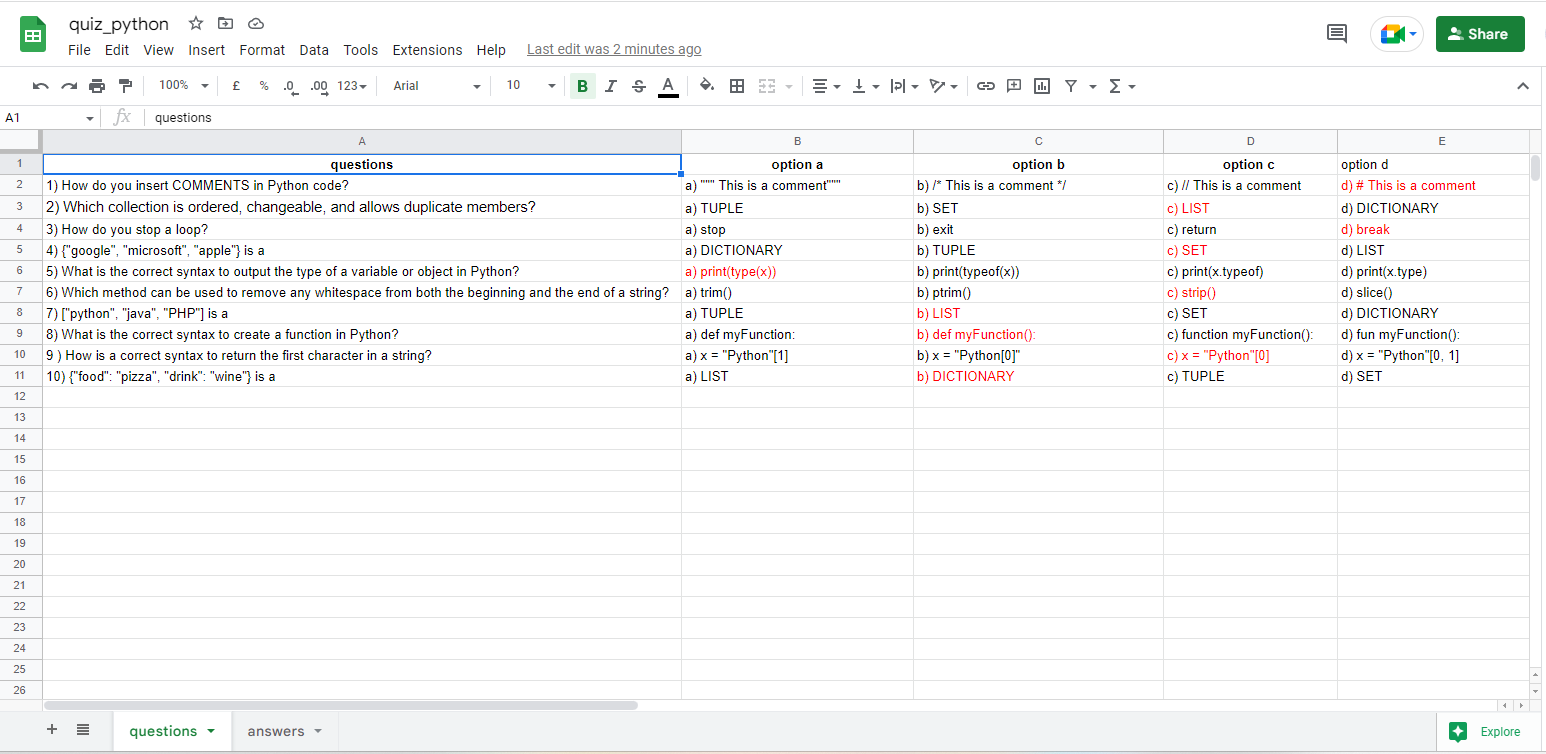 quiz_python
File Edit View Insert Format Data Tools Extensions Help Last edit was 2 minutes ago
Share
100% £ % .0 .00 123 Arial 10 B I S A
A1 fx questions
A B C D E
1 questions option a option b option c option d
2 1) How do you insert COMMENTS in Python code? a) """ This is a comment""" b) /* This is a comment */ c) // This is a comment d) # This is a comment
3 2) Which collection is ordered, changeable, and allows duplicate members? a) TUPLE b) SET c) LIST d) DICTIONARY
4 3) How do you stop a loop? a) stop b) exit c) return d) break
5 4) {"google", "microsoft", "apple"} is a a) DICTIONARY b) TUPLE c) SET d) LIST
6 5) What is the correct syntax to output the type of a variable or object in Python? a) print(type(x)) b) print(typeof(x)) c) print(x.typeof) d) print(x.type)
7 6) Which method can be used to remove any whitespace from both the beginning and the end of a string? a) trim() b) ptrim() c) strip() d) slice()
8 7) ["python", "java", "PHP"] is a a) TUPLE b) LIST c) SET d) DICTIONARY
9 8) What is the correct syntax to create a function in Python? a) def myFunction: b) def myFunction(): c) function myFunction(): d) fun myFunction():
10 9 ) How is a correct syntax to return the first character in a string? a) x = "Python"[1] b) x = "Python[0]" c) x = "Python"[0] d) x = "Python"[0, 1]
11 10) {"food": "pizza", "drink": "wine"} is a a) LIST b) DICTIONARY c) TUPLE d) SET
12
13
14
15
16
17
18
19
20
21
22
23
24
25
26
questions answers Explore